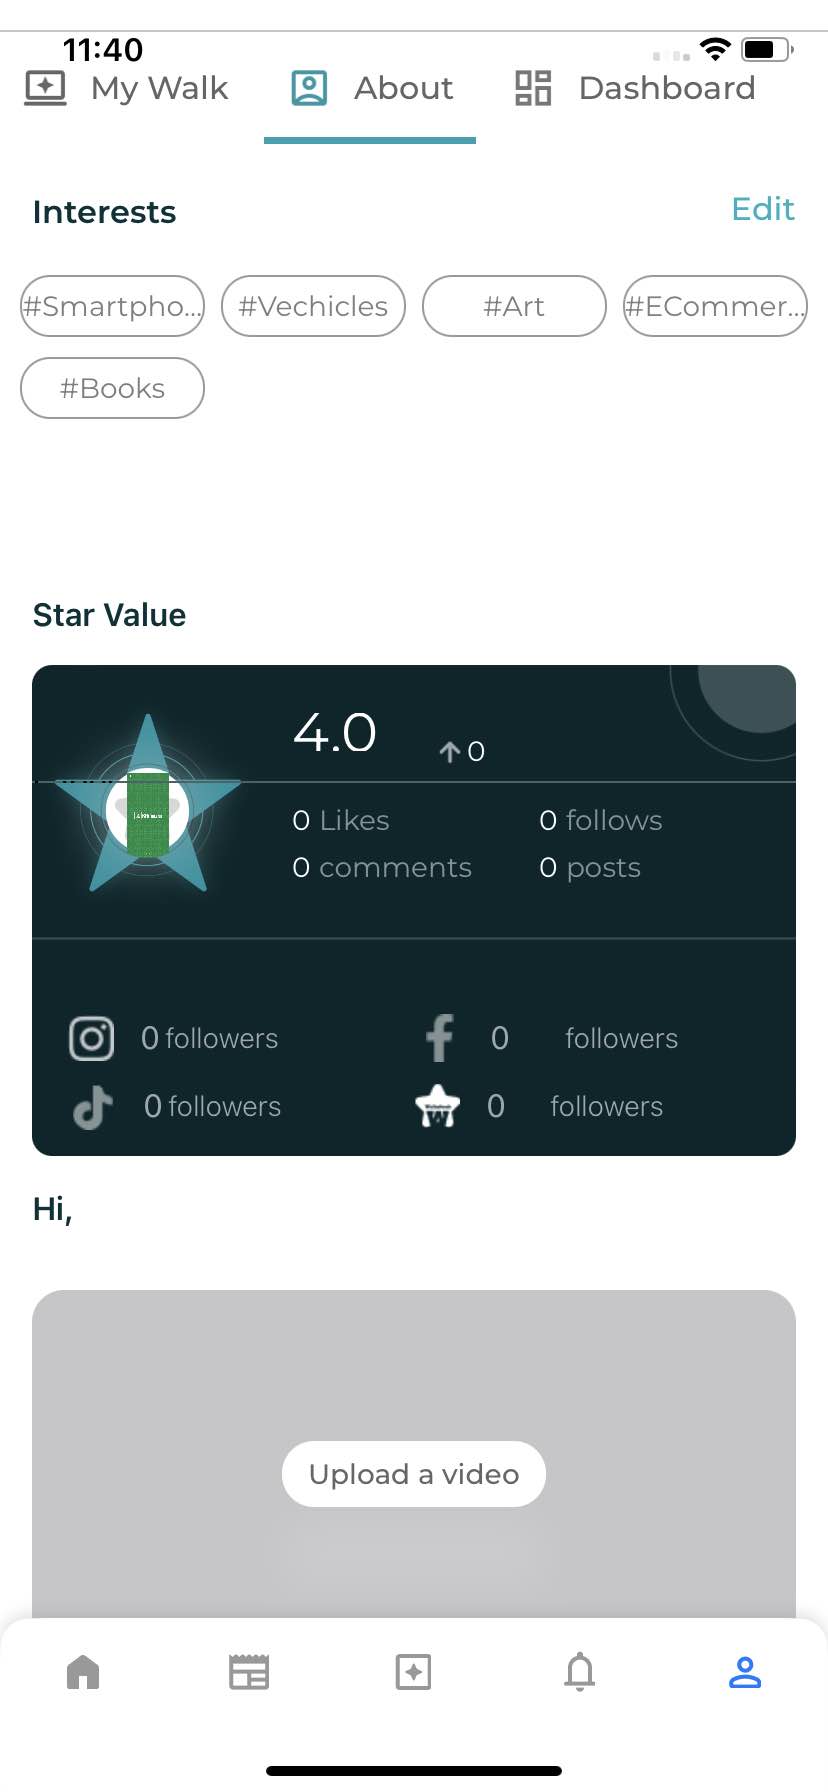 11:40
My Walk About Dashboard
Interests Edit
#Smartpho... #Vechicles #Art #ECommer...
#Books
Star Value
4.0 0
0 Likes 0 follows
0 comments 0 posts
0 followers 0 followers
0 followers 0 followers
Hi,
Upload a video